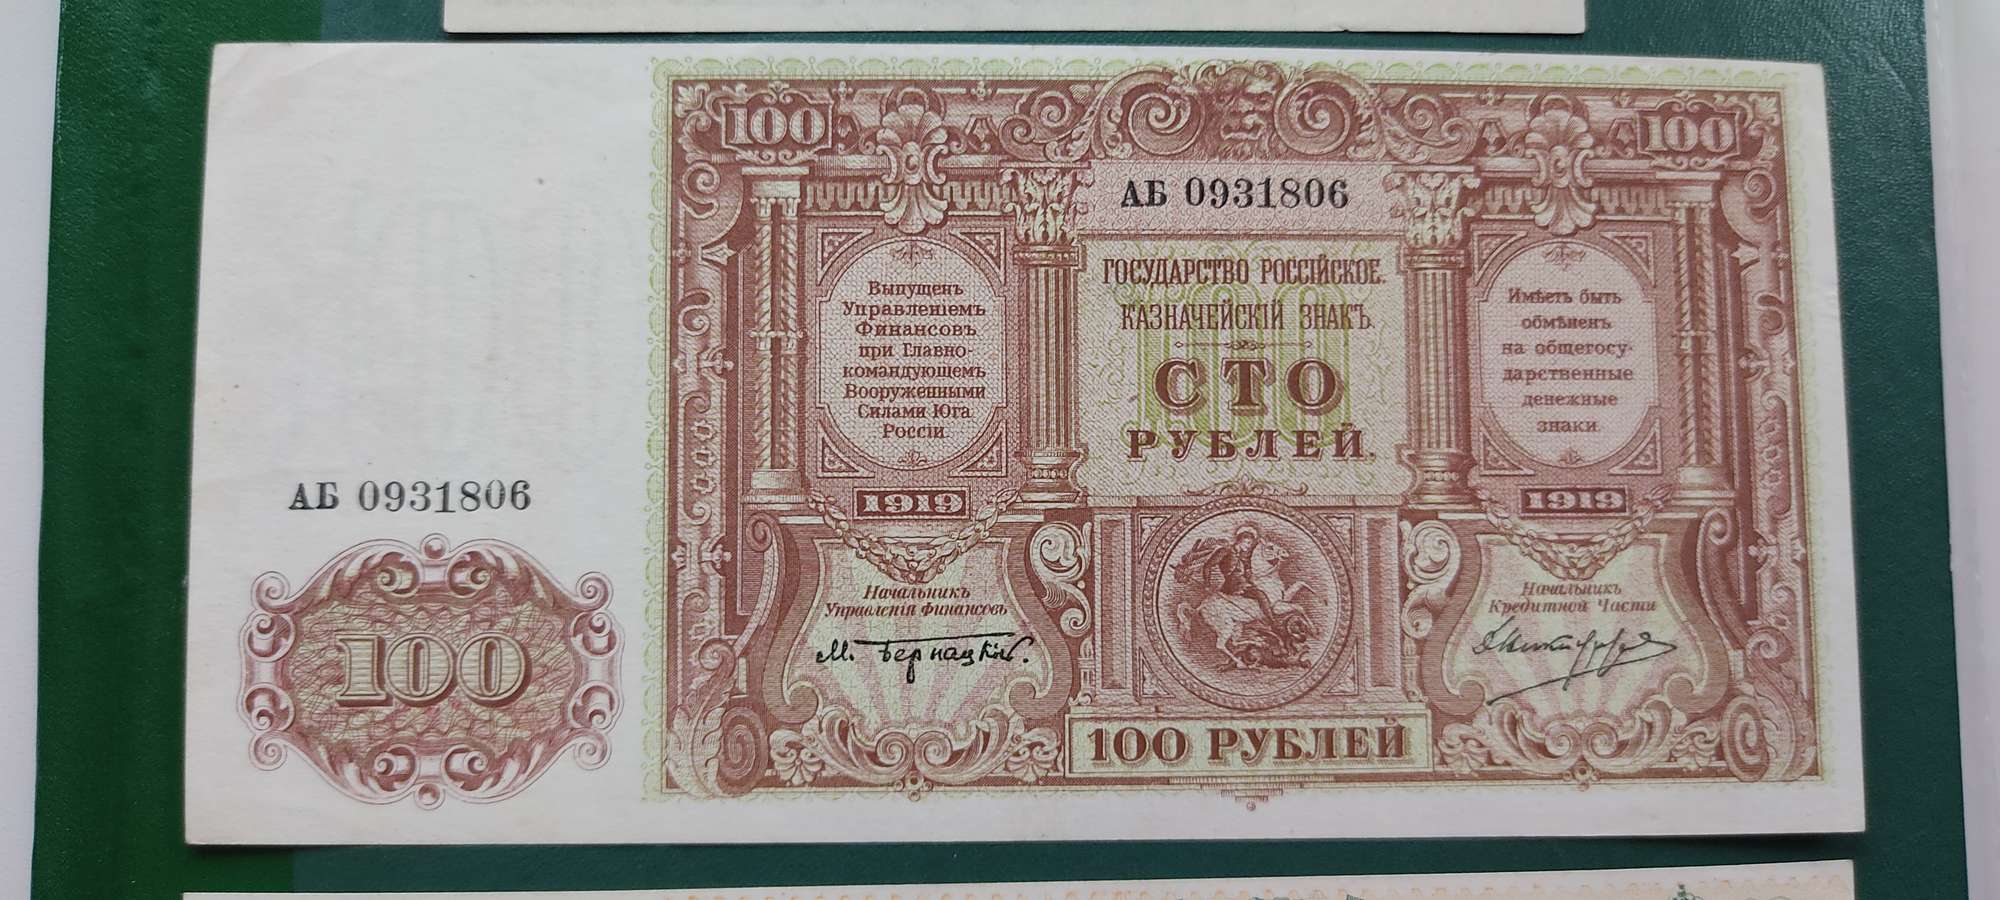 100
100
АБ 0931806
ГОСУДАРСТВО РОССІЙСКОЕ.
КАЗНАЧЕЙСКІЙ ЗНАКЪ.
СТО
РУБЛЕЙ.
Выпущенъ
Управленіемъ
Финансовъ
при Главно-
командующемъ
Вооруженными
Силами Юга
Россіи
1919
Имѣетъ быть
обмѣненъ
на общегосу-
дарственные
денежные
знаки.
1919
АБ 0931806
100
Начальникъ
Управленія Финансовъ
М. Бернацкій.
Начальникъ
Кредитной Части
100 РУБЛЕЙ